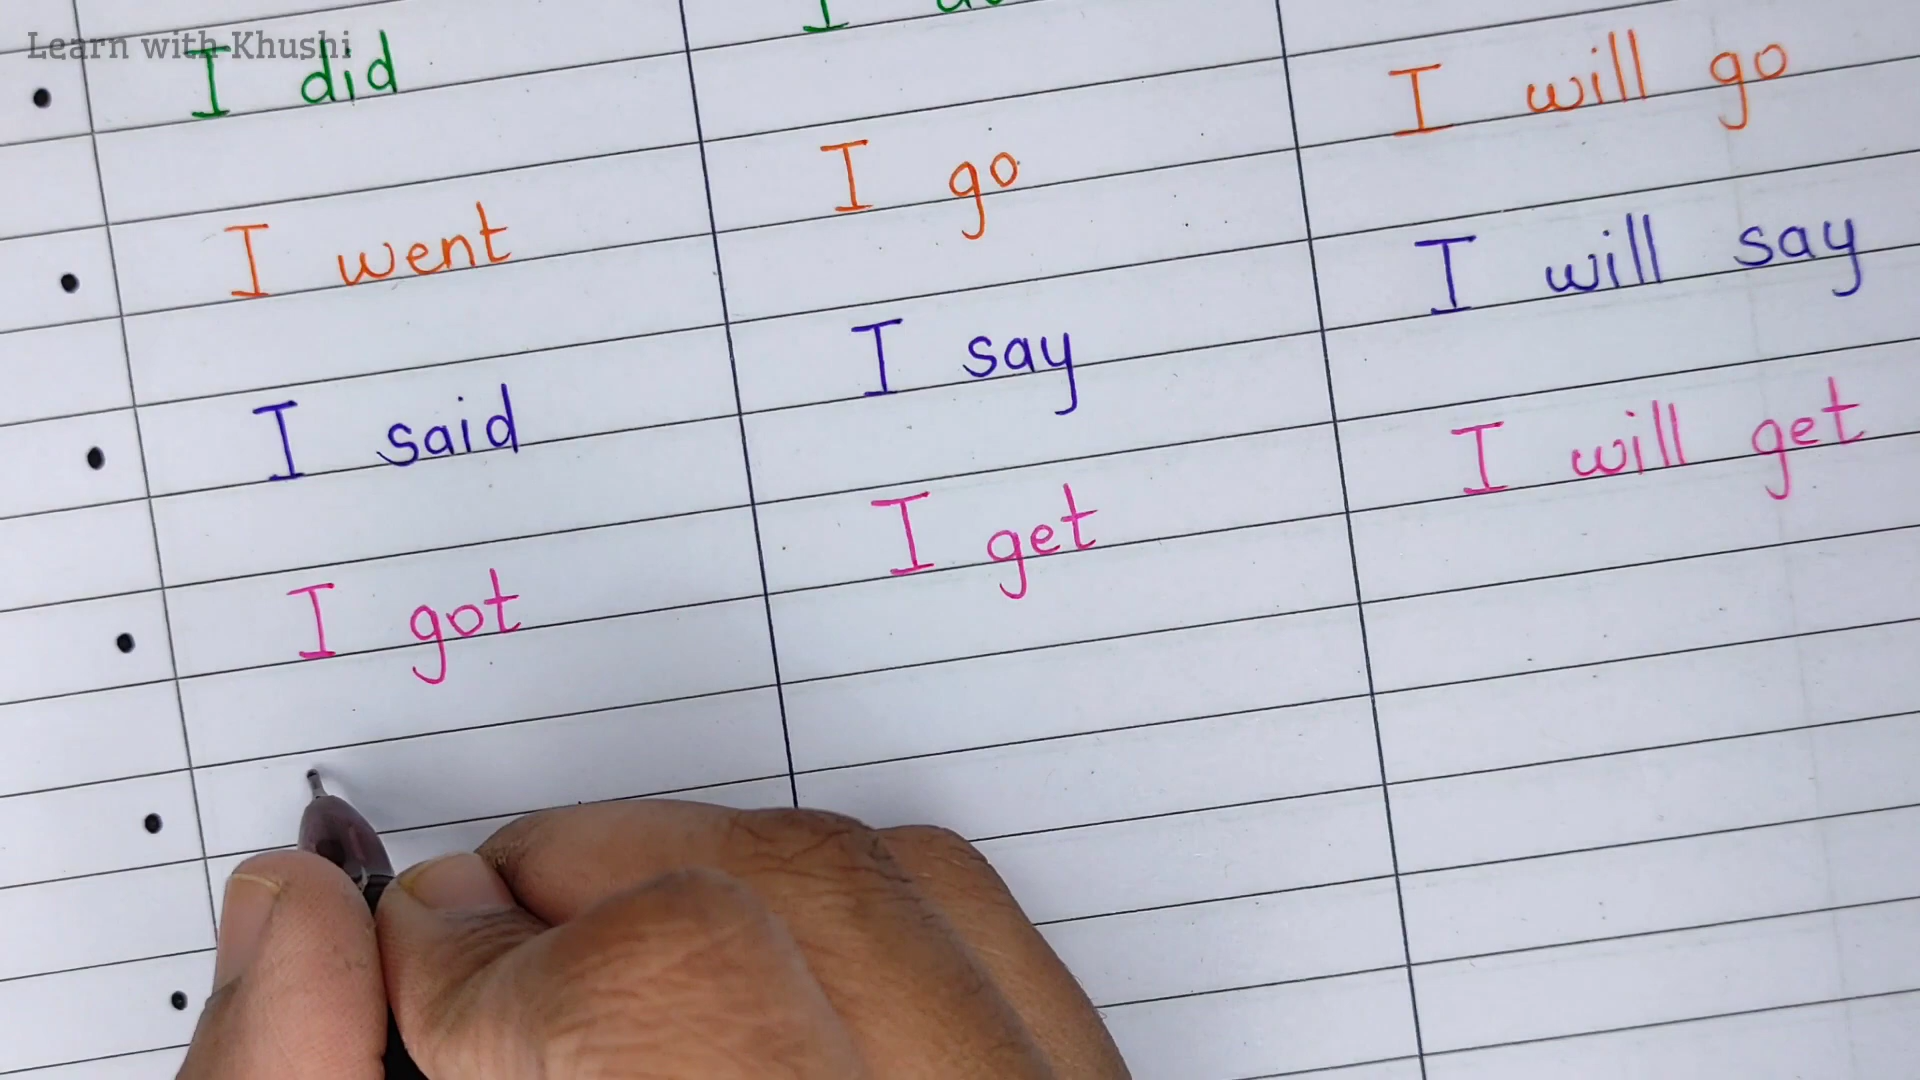 Learn with Khushi
I did
I went I go I will go
I said I say I will say
I got I get I will get